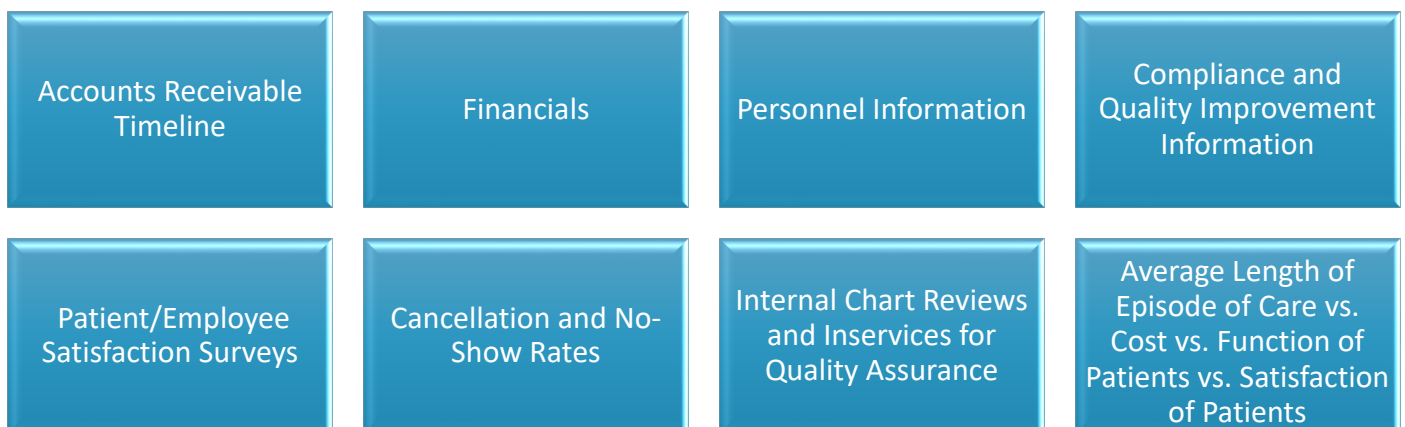 Accounts Receivable
Timeline
Financials
Personnel Information
Compliance and
Quality Improvement
Information
Patient/Employee
Satisfaction Surveys
Cancellation and No-
Show Rates
Internal Chart Reviews
and Inservices for
Quality Assurance
Average Length of
Episode of Care vs.
Cost vs. Function of
Patients vs. Satisfaction
of Patients